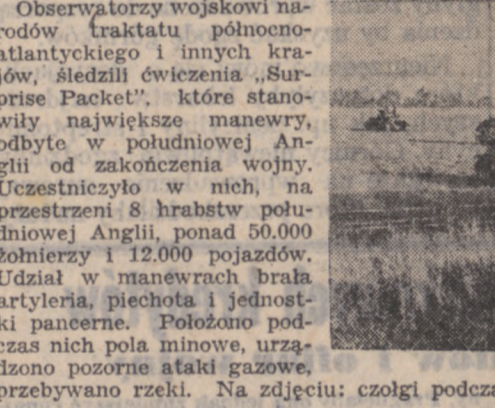 Obserwatorzy wojskowi na-
rodów traktatu północno-
atlantyckiego i innych kra-
jów, śledzili ćwiczenia „Sur-
prise Packet", które stano-
wiły największe manewry,
odbyte w południowej An-
glii od zakończenia wojny.
Uczestniczyło w nich, na
przestrzeni 8 hrabstw połu-
dniowej Anglii, ponad 50.000
żołnierzy i 12.000 pojazdów.
Udział w manewrach brała
artyleria, piechota i jednost-
ki pancerne. Położono pod-
czas nich pola minowe, urzą-
dzono pozorne ataki gazowe,
przebywano rzeki. Na zdjęciu: czołgi podcza